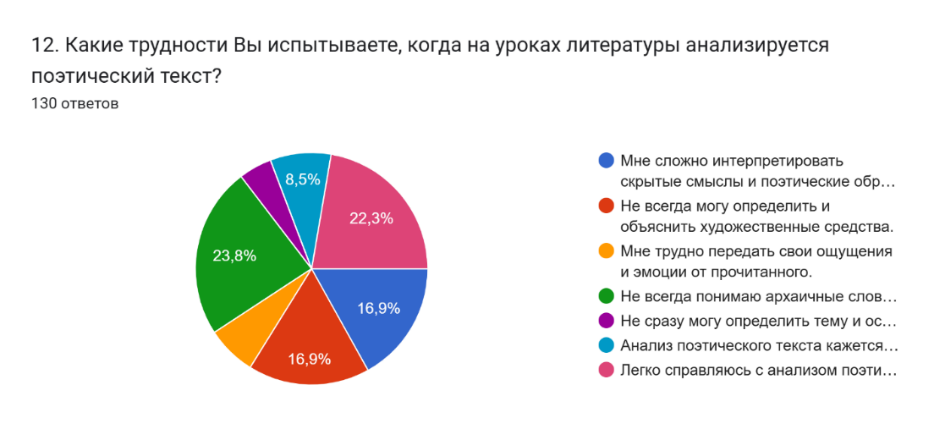 12. Какие трудности Вы испытываете, когда на уроках литературы анализируется
поэтический текст?
130 ответов
8,5%
22,3%
23,8%
16,9%
16,9%
Мне сложно интерпретировать
скрытые смыслы и поэтические обр...
Не всегда могу определить и
объяснить художественные средства.
Мне трудно передать свои ощущения
и эмоции от прочитанного.
Не всегда понимаю архаичные слов...
Не сразу могу определить тему и ос...
Анализ поэтического текста кажется...
Легко справляюсь с анализом поэти...